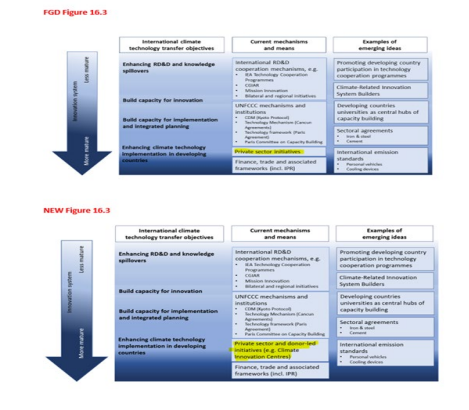 FGD Figure 16.3
International climate
technology transfer objectives
Current mechanisms
and means
Examples of
emerging ideas
Innovation system
Less mature
More mature
Enhancing RD&D and knowledge
spillovers
Build capacity for innovation
Build capacity for implementation
and integrated planning
Enhancing climate technology
implementation in developing
countries
International RD&D
cooperation mechanisms, e.g.
• IEA Technology Cooperation
Programmes
• CGIAR
• Mission Innovation
• Bilateral and regional initiatives
UNFCCC mechanisms and
institutions
• CDM (Kyoto Protocol)
• Technology Mechanism (Cancun
Agreements)
• Technology Framework (Paris
Agreement)
• Paris Committee on Capacity Building
Private sector initiatives
Finance, trade and associated
frameworks (incl. IPR)
Promoting developing country
participation in technology
cooperation programmes
Climate-Related Innovation
System Builders
Developing countries
universities as central hubs of
capacity building
Sectoral agreements
• Iron & steel
• Cement
International emission
standards
• Personal vehicles
• Cooling devices
NEW Figure 16.3
International climate
technology transfer objectives
Current mechanisms
and means
Examples of
emerging ideas
Innovation system
Less mature
More mature
Enhancing RD&D and knowledge
spillovers
Build capacity for innovation
Build capacity for implementation
and integrated planning
Enhancing climate technology
implementation in developing
countries
International RD&D
cooperation mechanisms, e.g.
• IEA Technology Cooperation
Programmes
• CGIAR
• Mission Innovation
• Bilateral and regional initiatives
UNFCCC mechanisms and
institutions
• CDM (Kyoto Protocol)
• Technology Mechanism (Cancun
Agreements)
• Technology Framework (Paris
Agreement)
• Paris Committee on Capacity Building
Private sector and donor-led
initiatives (e.g. Climate
Innovation Centres)
Finance, trade and associated
frameworks (incl. IPR)
Promoting developing country
participation in technology
cooperation programmes
Climate-Related Innovation
System Builders
Developing countries
universities as central hubs of
capacity building
Sectoral agreements
• Iron & steel
• Cement
International emission
standards
• Personal vehicles
• Cooling devices